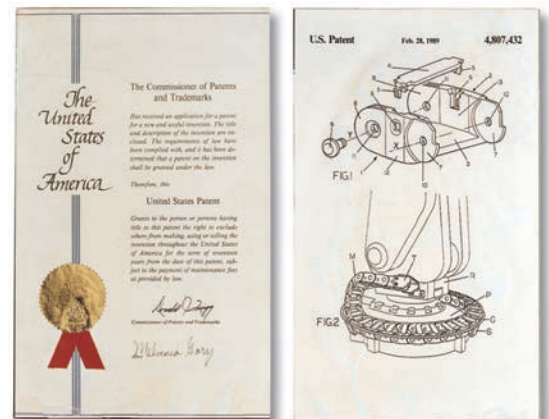 The
United
States
of
America
The Commissioner of Patents
and Trademarks
Has received an application for a patent
for a new and useful invention. The title
and description of the invention are en-
closed. The requirements of law have
been complied with, and it has been de-
termined that a patent on the invention
shall be granted under the law.
Therefore, this
United States Patent
Grants to the person or persons having
title to this patent the right to exclude
others from making, using or selling the
invention throughout the United States
of America for the term of seventeen
years from the date of this patent, sub-
ject to the payment of maintenance fees
as provided by law.
Commissioner of Patents and Trademarks
Melvinia Gary
U.S. Patent Feb. 28, 1989 4,807,432
FIG.1
X
M
T
R
P
FIG.2
C
S